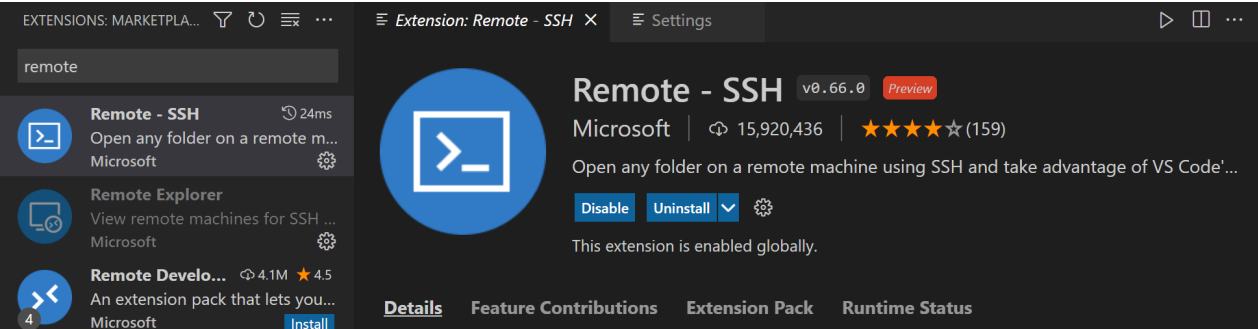 EXTENSIONS: MARKETPLA...
remote
Remote - SSH 24ms
Open any folder on a remote m...
Microsoft
Remote Explorer
View remote machines for SSH ...
Microsoft
Remote Develo... 4.1M ★ 4.5
An extension pack that lets you...
4 Microsoft Install
Extension: Remote - SSH Settings
Remote - SSH v0.66.0 Preview
Microsoft 15,920,436 ★★★★☆ (159)
Open any folder on a remote machine using SSH and take advantage of VS Code'...
Disable Uninstall
This extension is enabled globally.
Details Feature Contributions Extension Pack Runtime Status